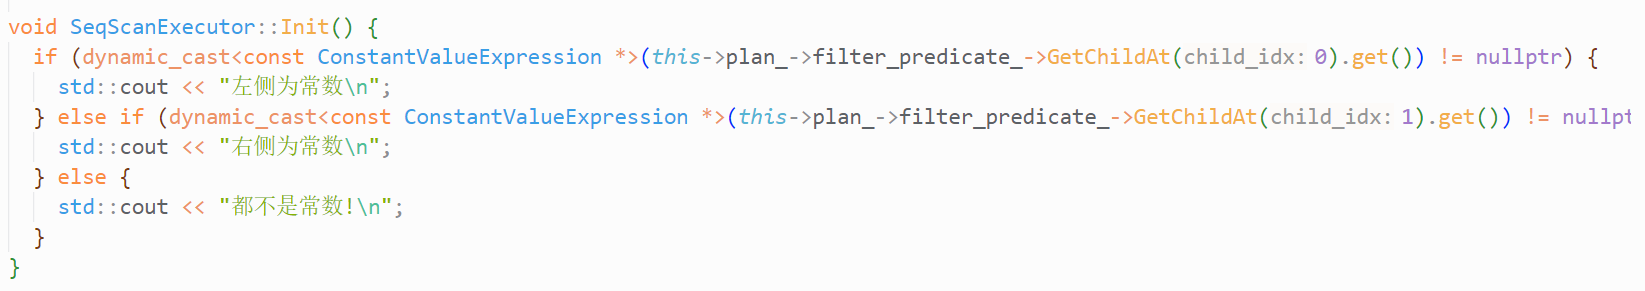 void SeqScanExecutor::Init() {
  if (dynamic_cast<const ConstantValueExpression *>(this->plan_->filter_predicate_->GetChildAt(child_idx: 0).get()) != nullptr) {
    std::cout << "左侧为常数\n";
  } else if (dynamic_cast<const ConstantValueExpression *>(this->plan_->filter_predicate_->GetChildAt(child_idx: 1).get()) != nullpt
    std::cout << "右侧为常数\n";
  } else {
    std::cout << "都不是常数!\n";
  }
}